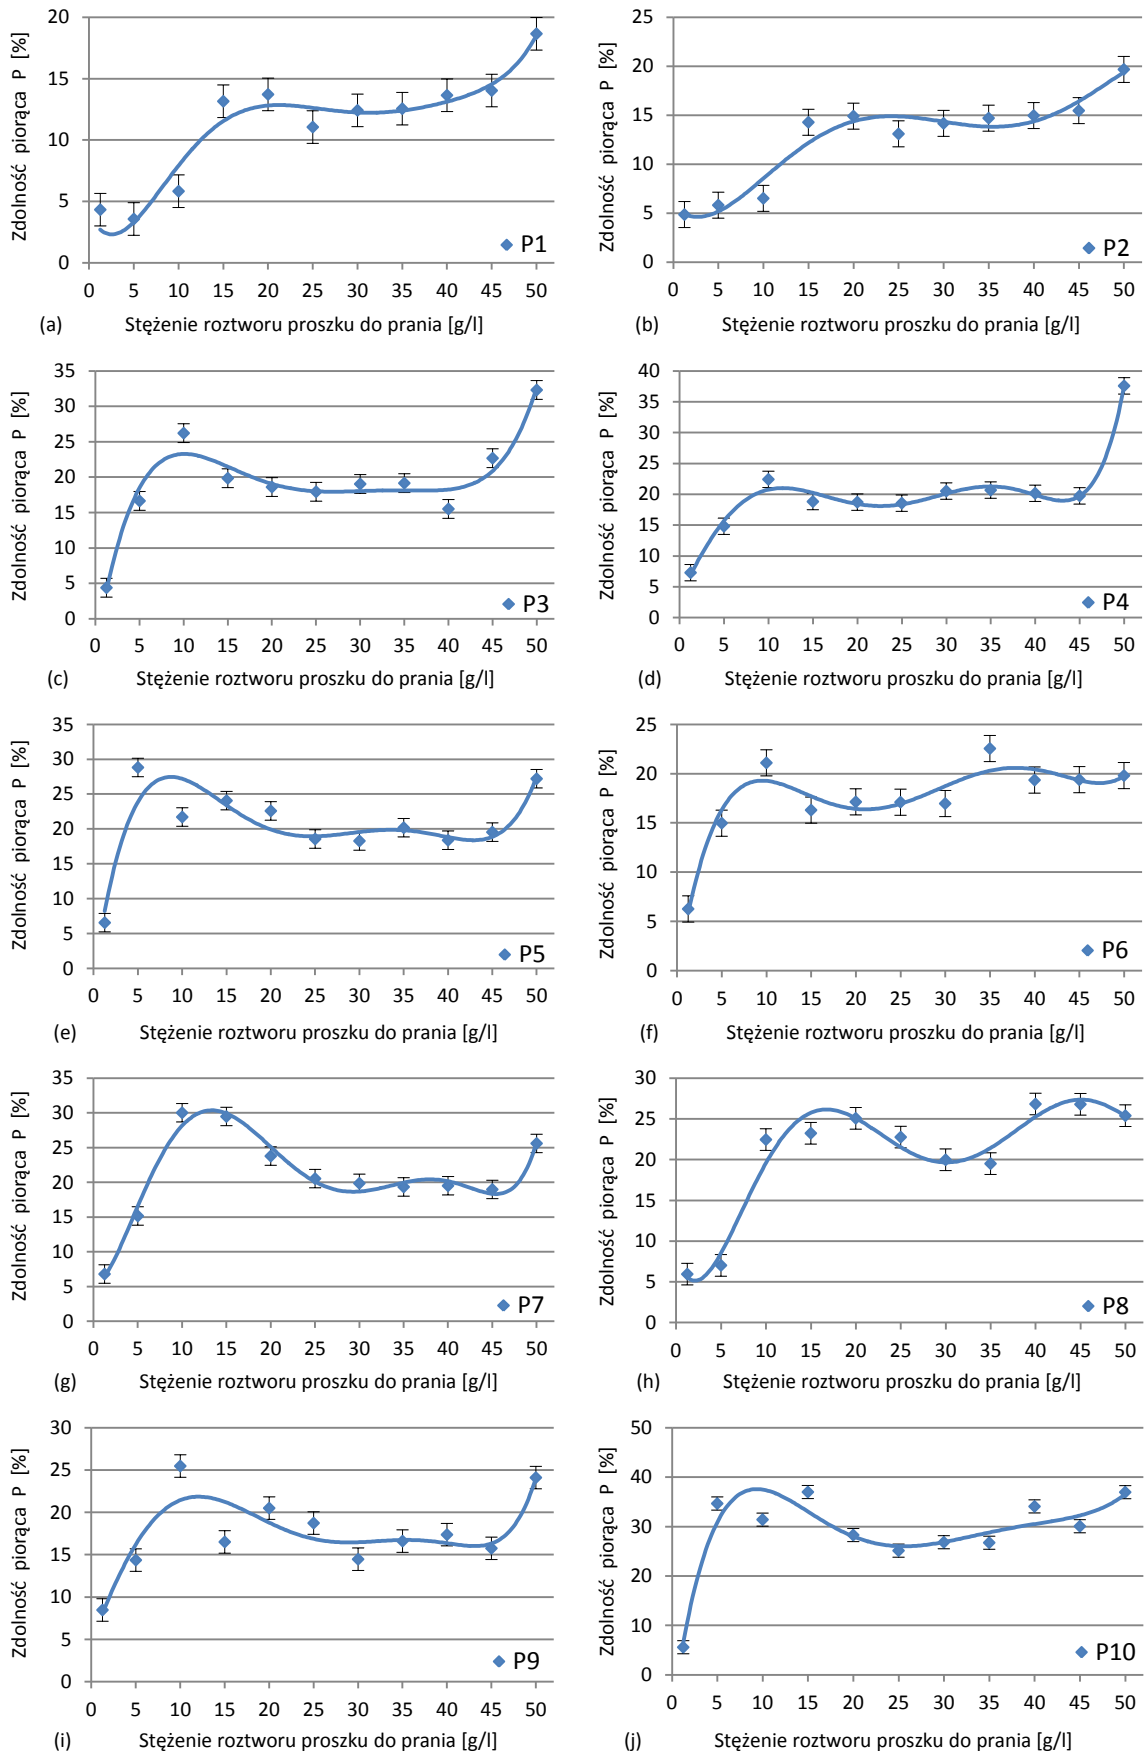 Zdolność piorąca P [%]
20
15
10
5
0
P1
0 5 10 15 20 25 30 35 40 45 50
(a) Stężenie roztworu proszku do prania [g/l]
Zdolność piorąca P [%]
25
20
15
10
5
0
P2
0 5 10 15 20 25 30 35 40 45 50
(b) Stężenie roztworu proszku do prania [g/l]
Zdolność piorąca P [%]
35
30
25
20
15
10
5
0
P3
0 5 10 15 20 25 30 35 40 45 50
(c) Stężenie roztworu proszku do prania [g/l]
Zdolność piorąca P [%]
40
35
30
25
20
15
10
5
0
P4
0 5 10 15 20 25 30 35 40 45 50
(d) Stężenie roztworu proszku do prania [g/l]
Zdolność piorąca P [%]
35
30
25
20
15
10
5
0
P5
0 5 10 15 20 25 30 35 40 45 50
(e) Stężenie roztworu proszku do prania [g/l]
Zdolność piorąca P [%]
25
20
15
10
5
0
P6
0 5 10 15 20 25 30 35 40 45 50
(f) Stężenie roztworu proszku do prania [g/l]
Zdolność piorąca P [%]
35
30
25
20
15
10
5
0
P7
0 5 10 15 20 25 30 35 40 45 50
(g) Stężenie roztworu proszku do prania [g/l]
Zdolność piorąca P [%]
30
25
20
15
10
5
0
P8
0 5 10 15 20 25 30 35 40 45 50
(h) Stężenie roztworu proszku do prania [g/l]
Zdolność piorąca P [%]
30
25
20
15
10
5
0
P9
0 5 10 15 20 25 30 35 40 45 50
(i) Stężenie roztworu proszku do prania [g/l]
Zdolność piorąca P [%]
50
40
30
20
10
0
P10
0 5 10 15 20 25 30 35 40 45 50
(j) Stężenie roztworu proszku do prania [g/l]